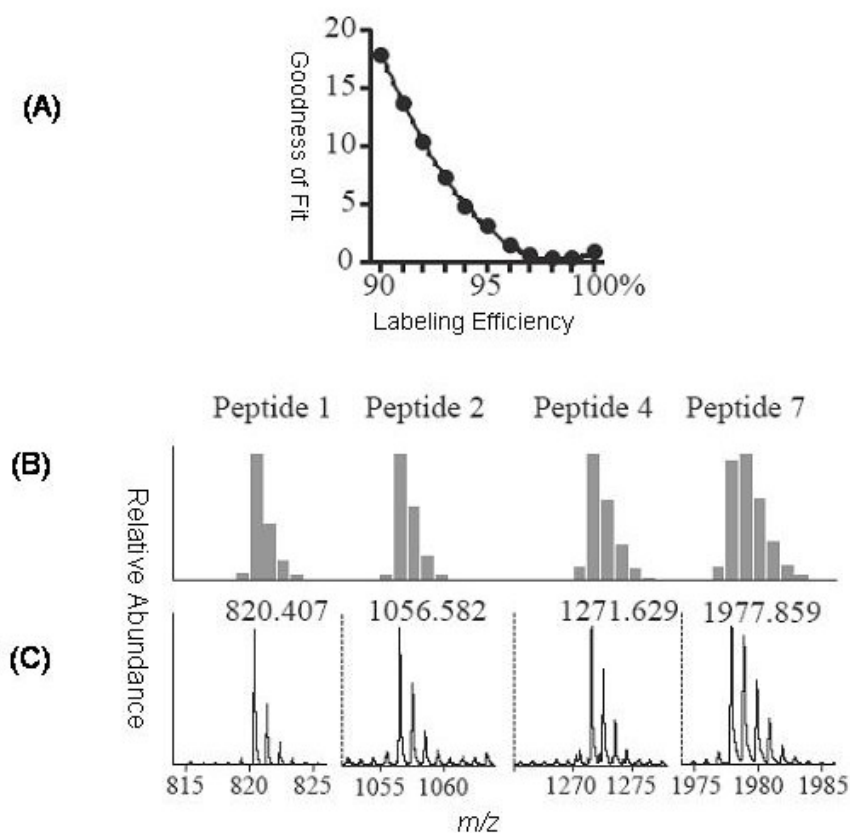 (A)
Goodness of Fit
20
15
10
5
0
90 95 100%
Labeling Efficiency
Peptide 1 Peptide 2 Peptide 4 Peptide 7
(B)
Relative Abundance
820.407 1056.582 1271.629 1977.859
(C)
815 820 825 1055 1060 1270 1275 1975 1980 1985
m/z